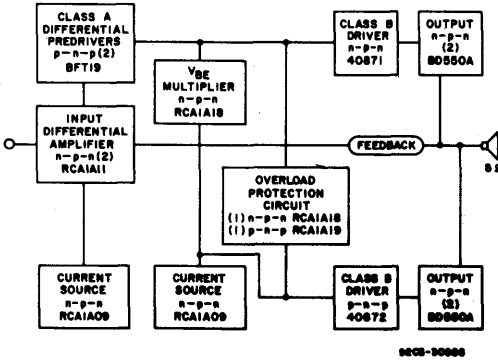 CLASS A
DIFFERENTIAL
PREDRIVERS
p-n-p(2)
BFT19
CLASS B
DRIVER
n-p-n
40871
OUTPUT
n-p-n
(2)
BD550A
VBE
MULTIPLIER
n-p-n
RCA1A18
INPUT
DIFFERENTIAL
AMPLIFIER
n-p-n(2)
RCA1A11
FEEDBACK
OVERLOAD
PROTECTION
CIRCUIT
(1)n-p-n RCA1A18
(1)p-n-p RCA1A19
CURRENT
SOURCE
n-p-n
RCA1A09
CURRENT
SOURCE
n-p-n
RCA1A09
CLASS B
DRIVER
p-n-p
40872
OUTPUT
n-p-n
(2)
BD550A